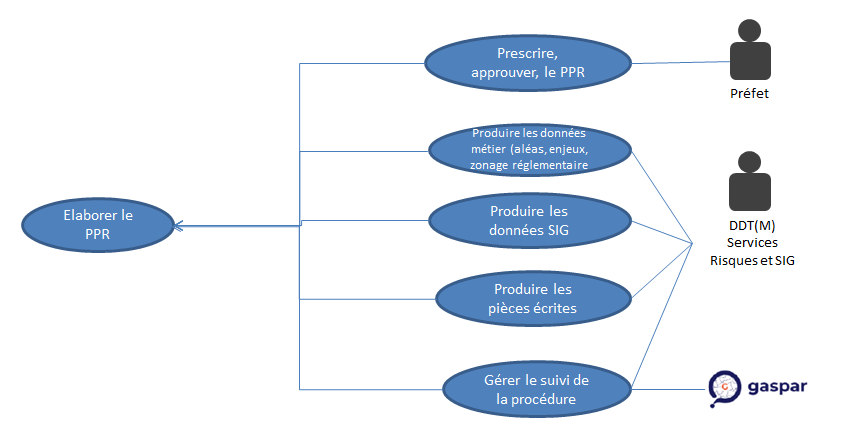 Prescrire,
approuver, le PPR
Préfet
Produire les données
métier (aléas, enjeux,
zonage réglementaire
Elaborer le
PPR
Produire les
données SIG
DDT(M)
Services
Risques et SIG
Produire les
pièces écrites
Gérer le suivi de
la procédure
G
gaspar